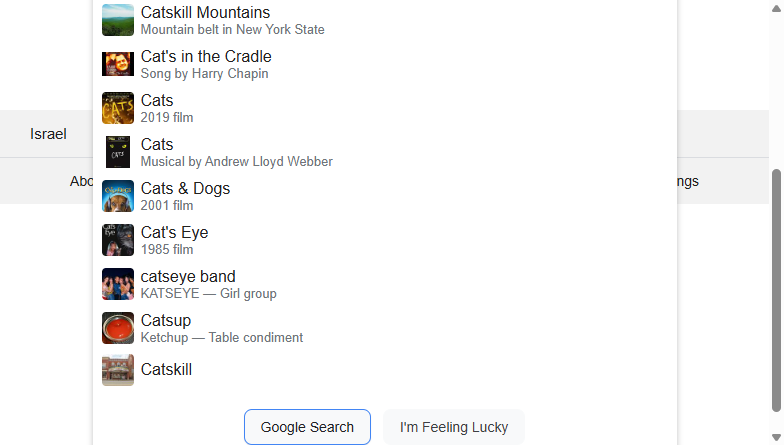 Catskill Mountains
Mountain belt in New York State
Cat's in the Cradle
Song by Harry Chapin
Cats
2019 film
Israel
Cats
Musical by Andrew Lloyd Webber
Abo
ngs
Cats & Dogs
2001 film
Cat's Eye
1985 film
catseye band
KATSEYE — Girl group
Catsup
Ketchup — Table condiment
Catskill
Google Search
I'm Feeling Lucky